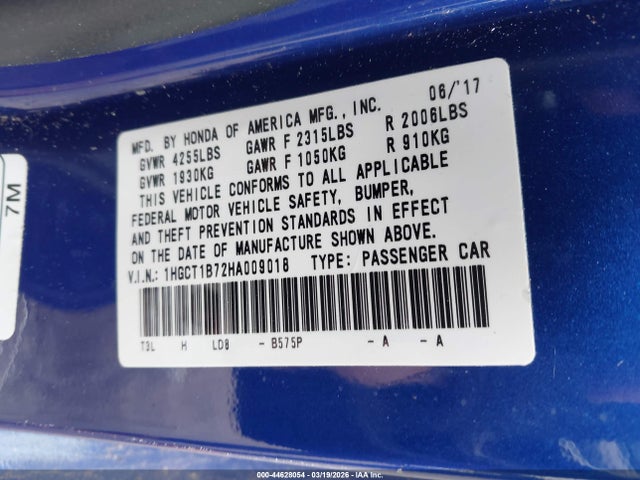 06/'17
MFD. BY HONDA OF AMERICA MFG., INC.
GVWR 4255LBS GAWR F 2315LBS R 2006LBS
GVWR 1930KG GAWR F 1050KG R 910KG
THIS VEHICLE CONFORMS TO ALL APPLICABLE
FEDERAL MOTOR VEHICLE SAFETY, BUMPER,
AND THEFT PREVENTION STANDARDS IN EFFECT
ON THE DATE OF MANUFACTURE SHOWN ABOVE.
V.I.N.: 1HGCT1B72HA009018 TYPE: PASSENGER CAR
T3L H LD8 - B575P - A - A
7M
000-44628054 | 03/19/2026 | IAA Inc.